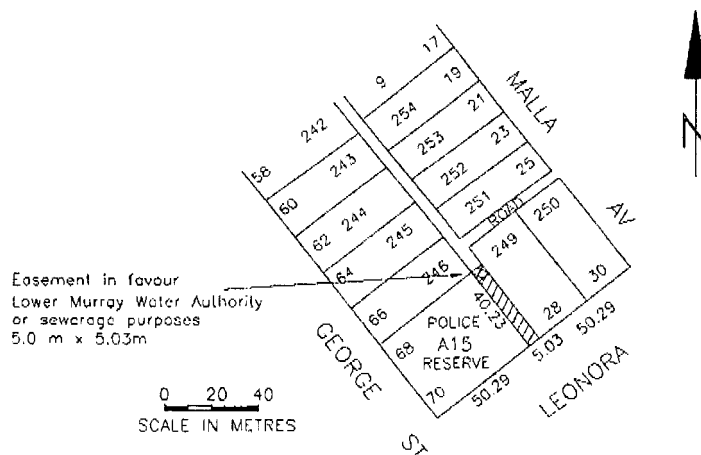 17
9
19
MALLA
254
21
242
253
23
243
252
25
58
251
60
244
ROAD
250
AV
62
245
249
64
246
30
Easement in favour
Lower Murray Water Authority
or sewerage purposes
5.0 m x 5.03m
40.23
28
66
POLICE
A15
RESERVE
50.29
GEORGE
68
5.03
LEONORA
70
50.29
ST
0 20 40
SCALE IN METRES
N